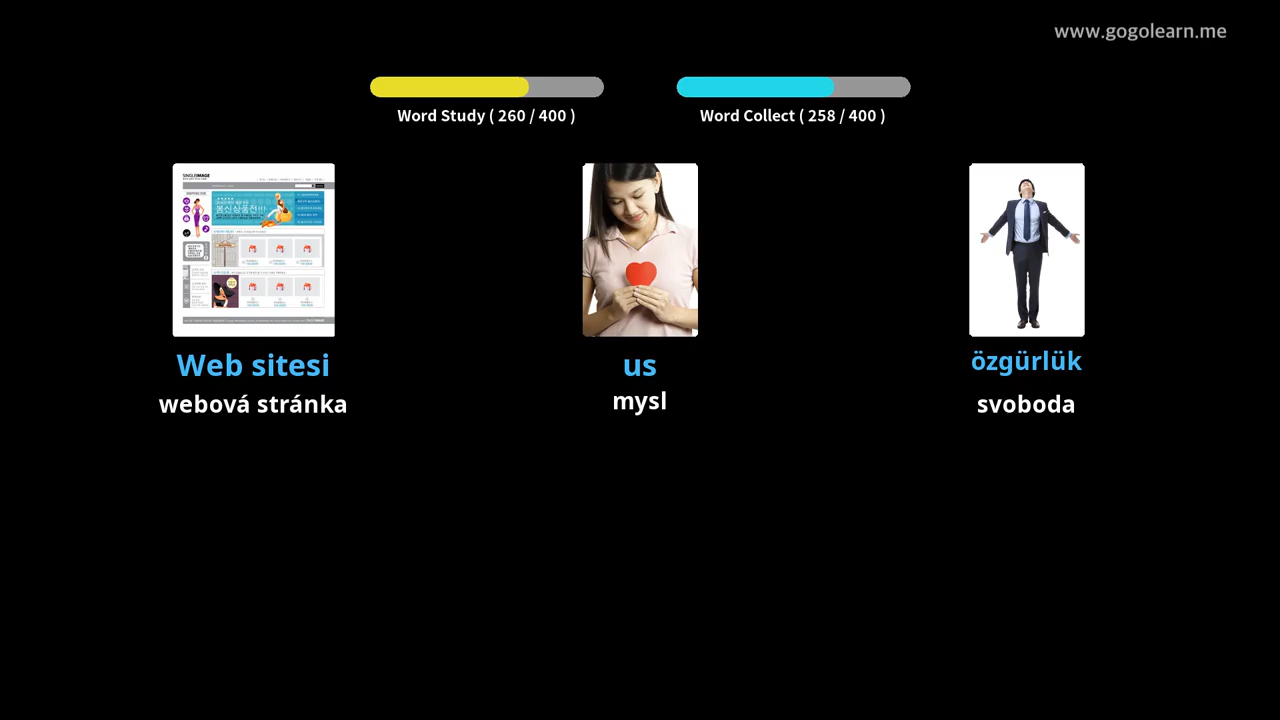 www.gogolearn.me
Word Study ( 260 / 400 )
Word Collect ( 258 / 400 )
Web sitesi
us
özgürlük
webová stránka
mysl
svoboda